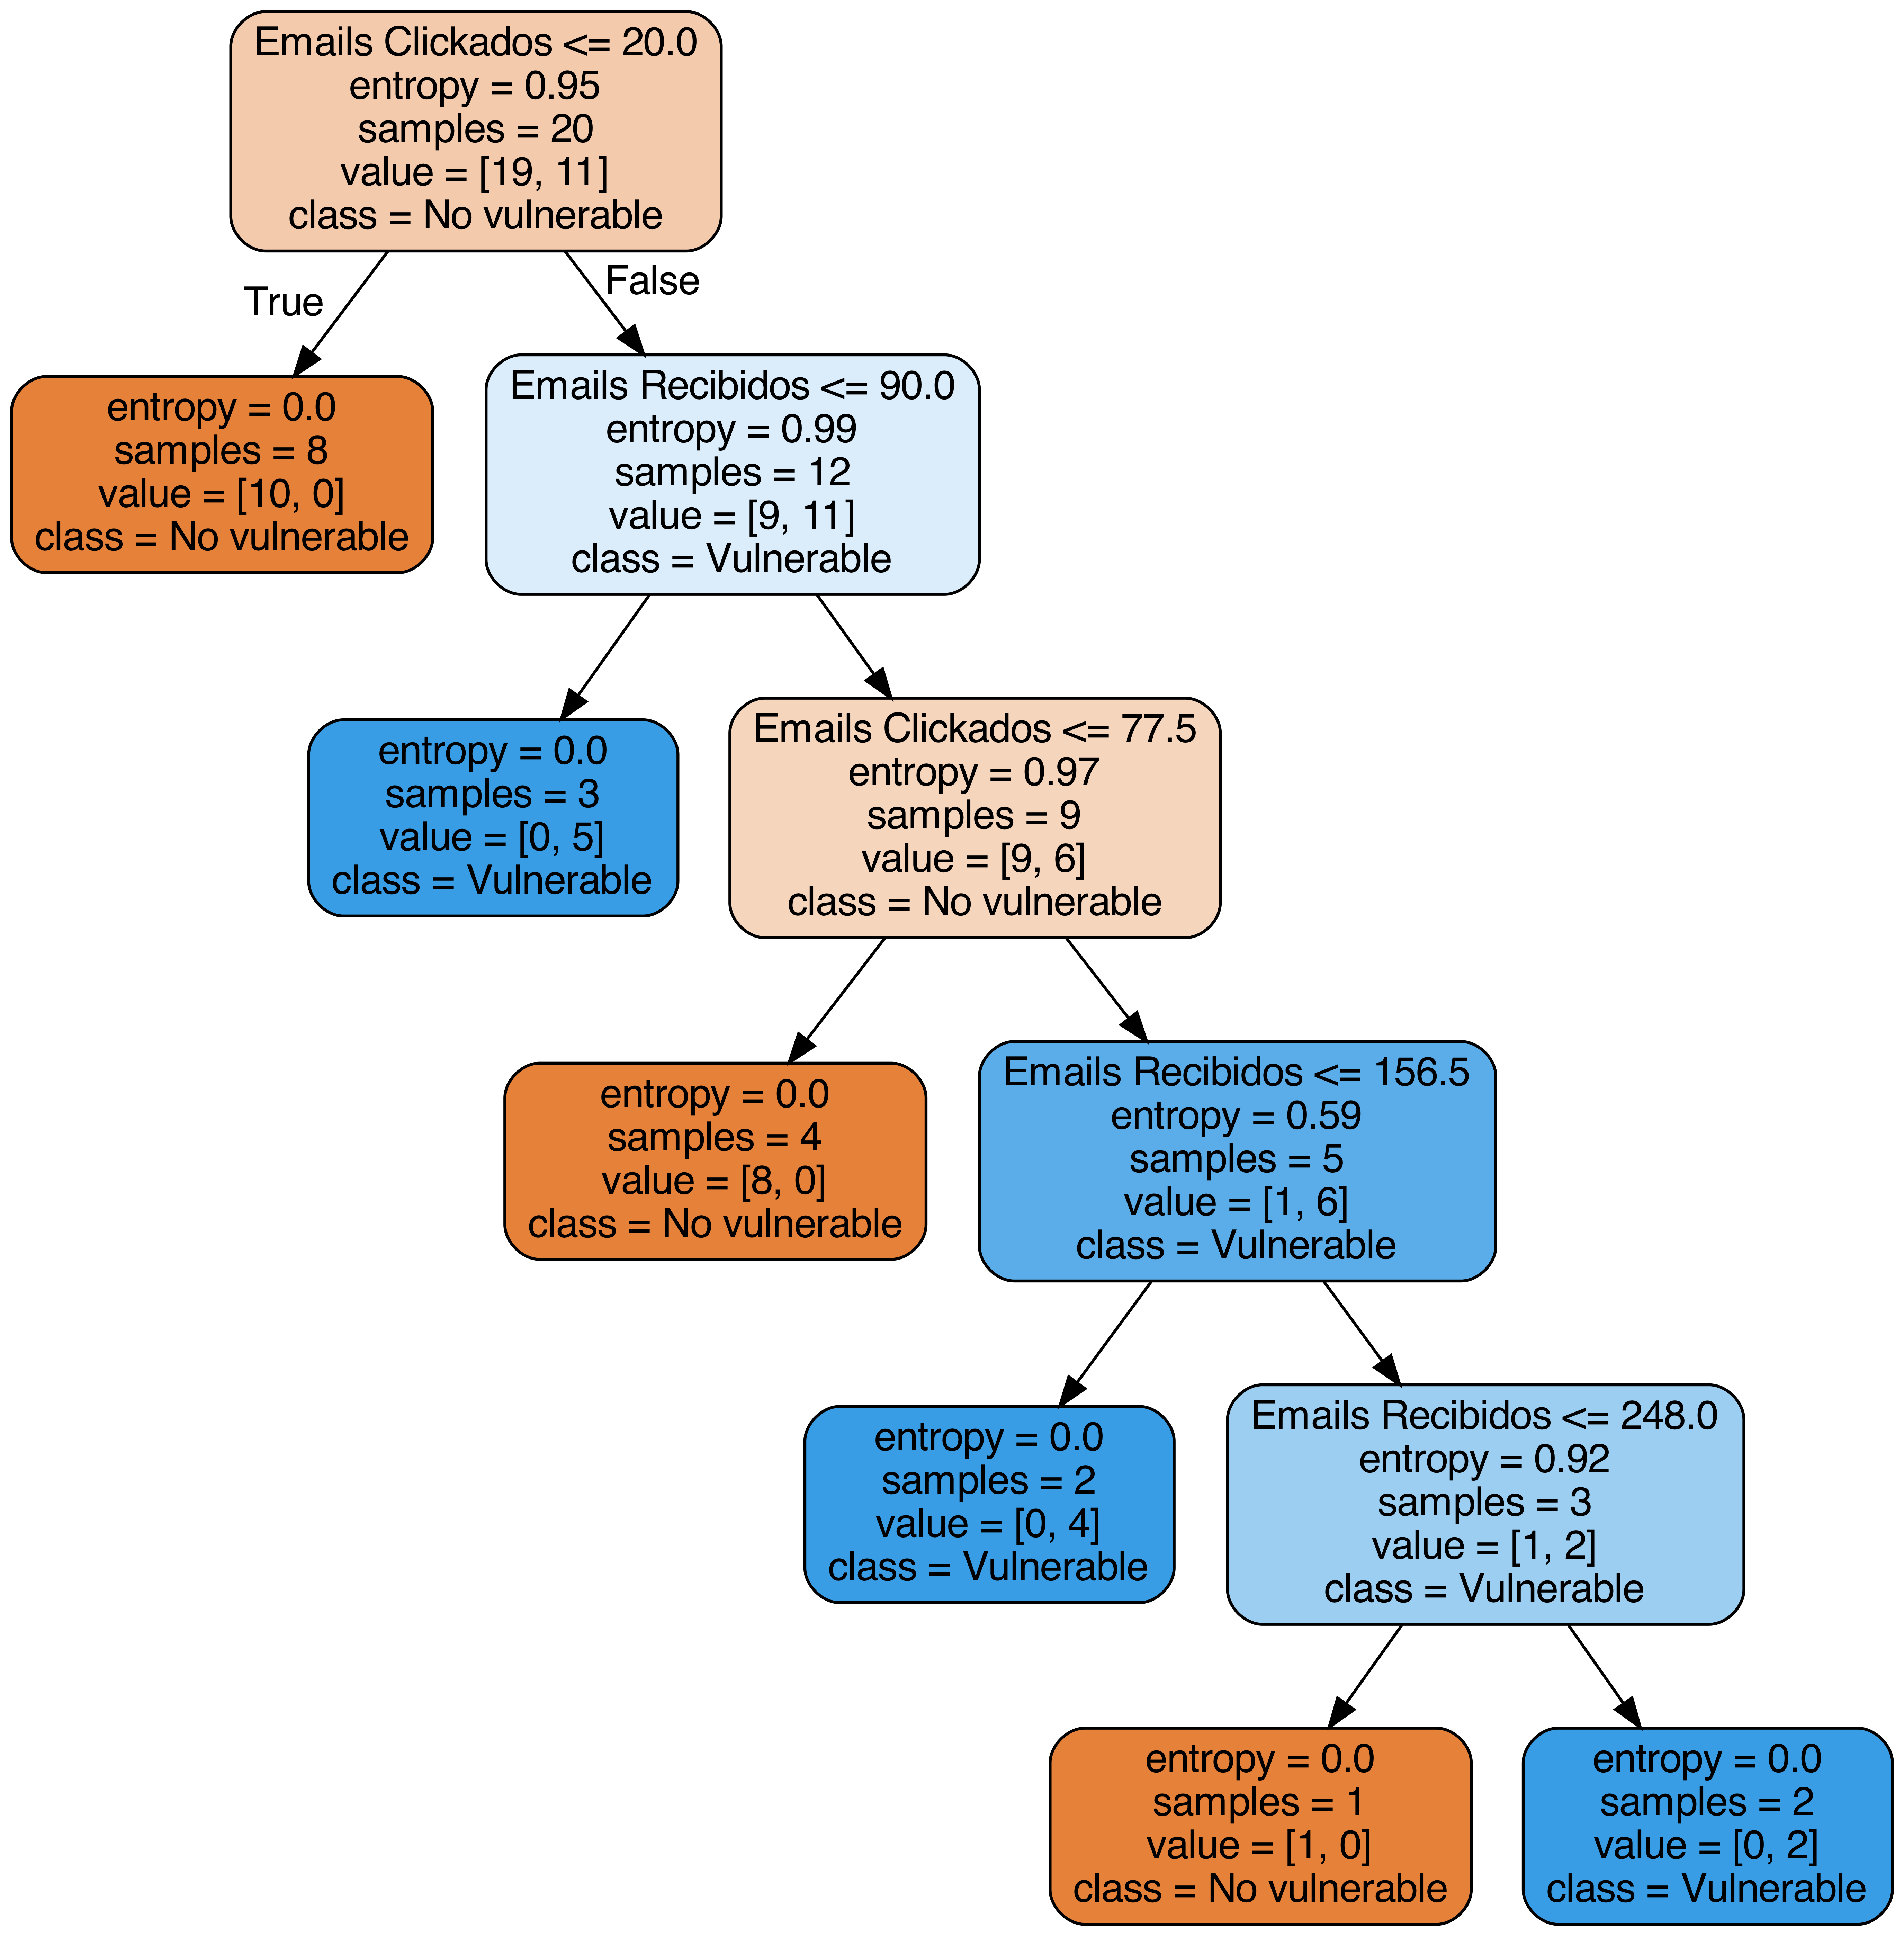 Emails Clickados <= 20.0
entropy = 0.95
samples = 20
value = [19, 11]
class = No vulnerable
True
False
entropy = 0.0
samples = 8
value = [10, 0]
class = No vulnerable
Emails Recibidos <= 90.0
entropy = 0.99
samples = 12
value = [9, 11]
class = Vulnerable
entropy = 0.0
samples = 3
value = [0, 5]
class = Vulnerable
Emails Clickados <= 77.5
entropy = 0.97
samples = 9
value = [9, 6]
class = No vulnerable
entropy = 0.0
samples = 4
value = [8, 0]
class = No vulnerable
Emails Recibidos <= 156.5
entropy = 0.59
samples = 5
value = [1, 6]
class = Vulnerable
entropy = 0.0
samples = 2
value = [0, 4]
class = Vulnerable
Emails Recibidos <= 248.0
entropy = 0.92
samples = 3
value = [1, 2]
class = Vulnerable
entropy = 0.0
samples = 1
value = [1, 0]
class = No vulnerable
entropy = 0.0
samples = 2
value = [0, 2]
class = Vulnerable